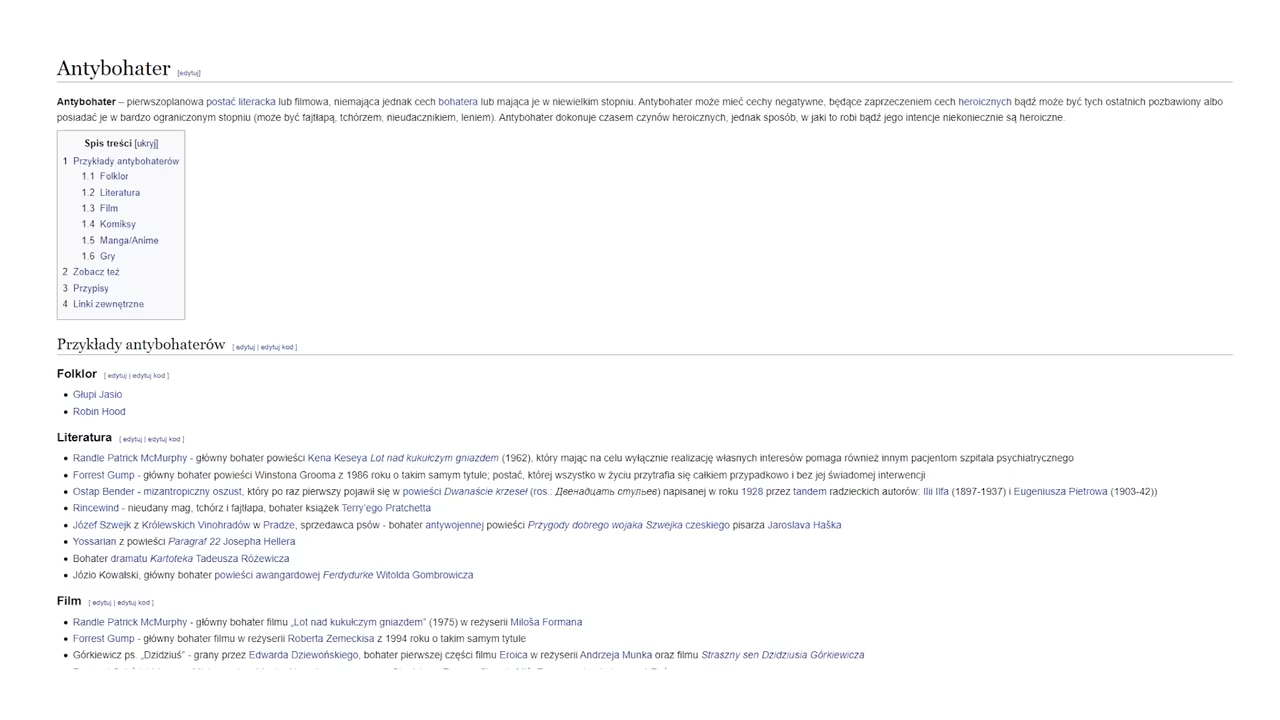 Antybohater [edytuj]
Antybohater – pierwszoplanowa postać literacka lub filmowa, niemająca jednak cech bohatera lub mająca je w niewielkim stopniu. Antybohater może mieć cechy negatywne, będące zaprzeczeniem cech heroicznych bądź może być tych ostatnich pozbawiony albo
posiadać je w bardzo ograniczonym stopniu (może być fajtłapą, tchórzem, nieudacznikiem, leniem). Antybohater dokonuje czasem czynów heroicznych, jednak sposób, w jaki to robi bądź jego intencje niekoniecznie są heroiczne.
Spis treści [ukryj]
1 Przykłady antybohaterów
1.1 Folklor
1.2 Literatura
1.3 Film
1.4 Komiksy
1.5 Manga/Anime
1.6 Gry
2 Zobacz też
3 Przypisy
4 Linki zewnętrzne
Przykłady antybohaterów [ edytuj | edytuj kod ]
Folklor [ edytuj | edytuj kod ]
• Głupi Jasio
• Robin Hood
Literatura [ edytuj | edytuj kod ]
• Randle Patrick McMurphy - główny bohater powieści Kena Keseya Lot nad kukułczym gniazdem (1962), który mając na celu wyłącznie realizację własnych interesów pomaga również innym pacjentom szpitala psychiatrycznego
• Forrest Gump - główny bohater powieści Winstona Grooma z 1986 roku o takim samym tytule; postać, której wszystko w życiu przytrafia się całkiem przypadkowo i bez jej świadomej interwencji
• Ostap Bender - mizantropiczny oszust, który po raz pierwszy pojawił się w powieści Dwanaście krzeseł (ros.: Двенадцать стульев) napisanej w roku 1928 przez tandem radzieckich autorów: Ilii Ilfa (1897-1937) i Eugeniusza Pietrowa (1903-42))
• Rincewind - nieudany mag, tchórz i fajtłapa, bohater książek Terry'ego Pratchetta
• Józef Szwejk z Królewskich Vinohradów w Pradze, sprzedawca psów - bohater antywojennej powieści Przygody dobrego wojaka Szwejka czeskiego pisarza Jaroslava Haška
• Yossarian z powieści Paragraf 22 Josepha Hellera
• Bohater dramatu Kartoteka Tadeusza Różewicza
• Józio Kowalski, główny bohater powieści awangardowej Ferdydurke Witolda Gombrowicza
Film [ edytuj | edytuj kod ]
• Randle Patrick McMurphy - główny bohater filmu „Lot nad kukułczym gniazdem” (1975) w reżyserii Miloša Formana
• Forrest Gump - główny bohater filmu w reżyserii Roberta Zemeckisa z 1994 roku o takim samym tytule
• Górkiewicz ps. „Dzidziuś” - grany przez Edwarda Dziewońskiego, bohater pierwszej części filmu Eroica w reżyserii Andrzeja Munka oraz filmu Straszny sen Dzidziusia Górkiewicza